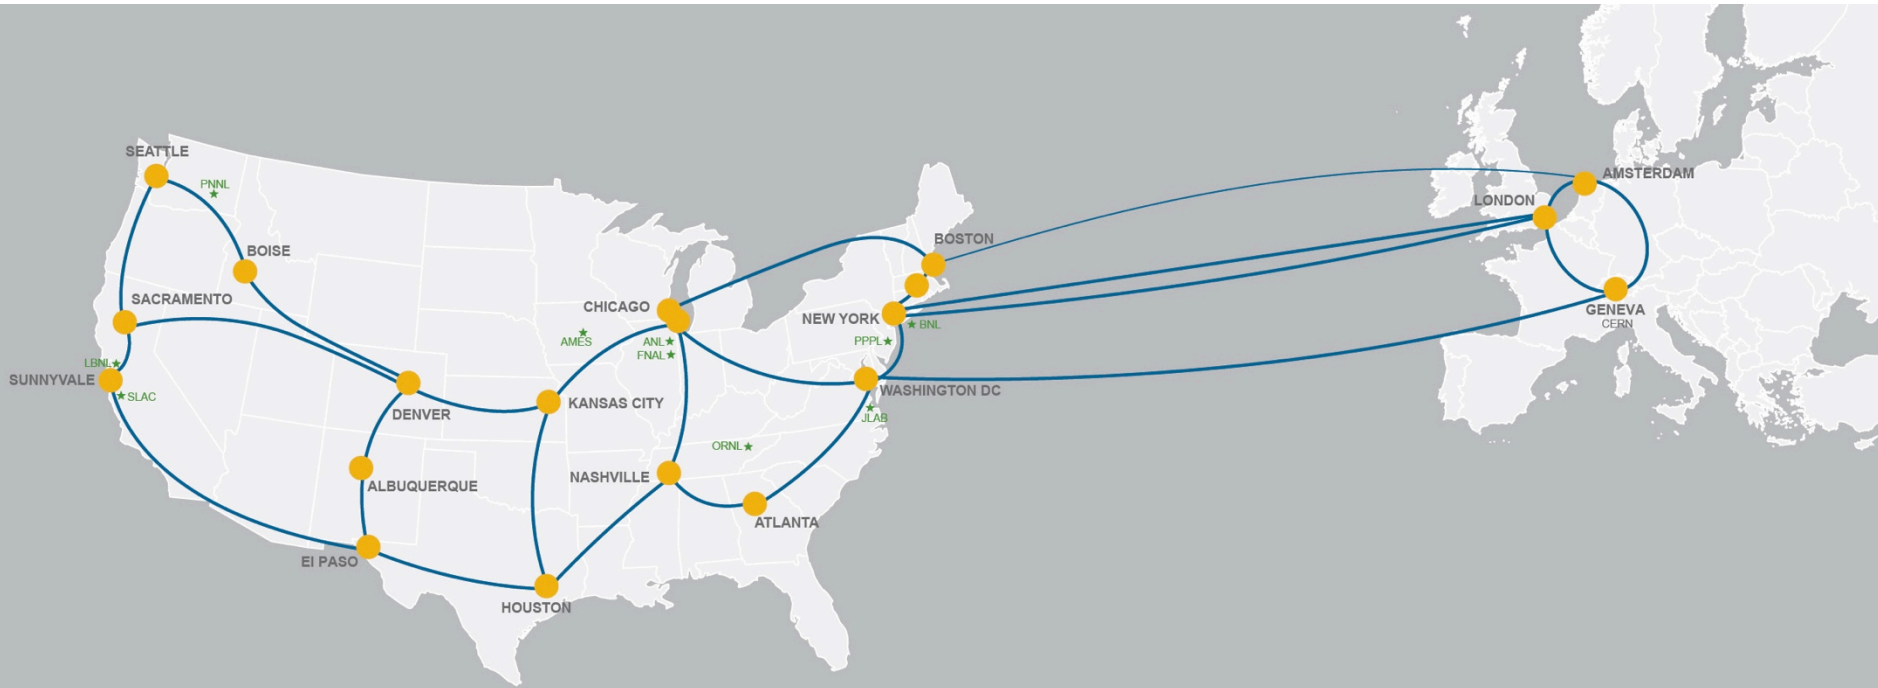 SEATTLE
PNNL
BOISE
SACRAMENTO
LBNL
SUNNYVALE
SLAC
DENVER
ALBUQUERQUE
El PASO
HOUSTON
KANSAS CITY
AMES
CHICAGO
ANL
FNAL
NASHVILLE
ORNL
ATLANTA
BOSTON
NEW YORK
BNL
PPPL
WASHINGTON DC
JLAB
AMSTERDAM
LONDON
GENEVA
CERN